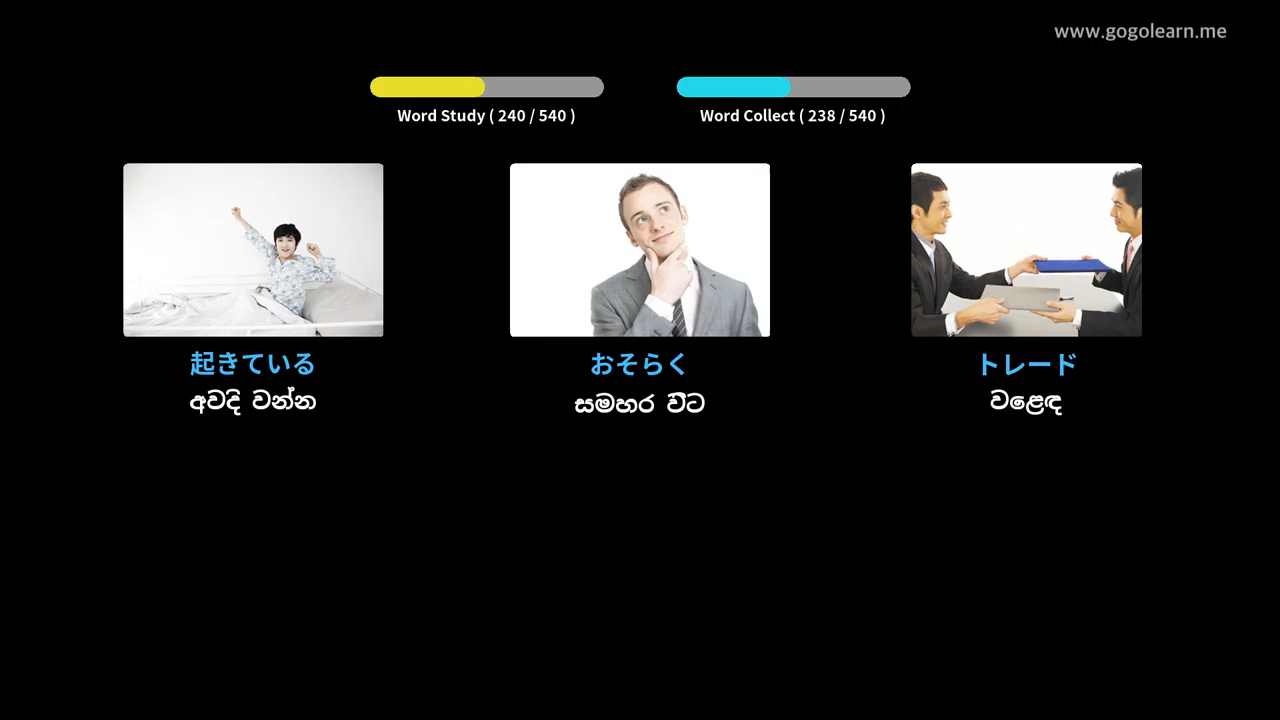 www.gogolearn.me
Word Study ( 240 / 540 )
Word Collect ( 238 / 540 )
起きている
おそらく
トレード
අවදි වන්න
සමහර විට
වළෙඳ